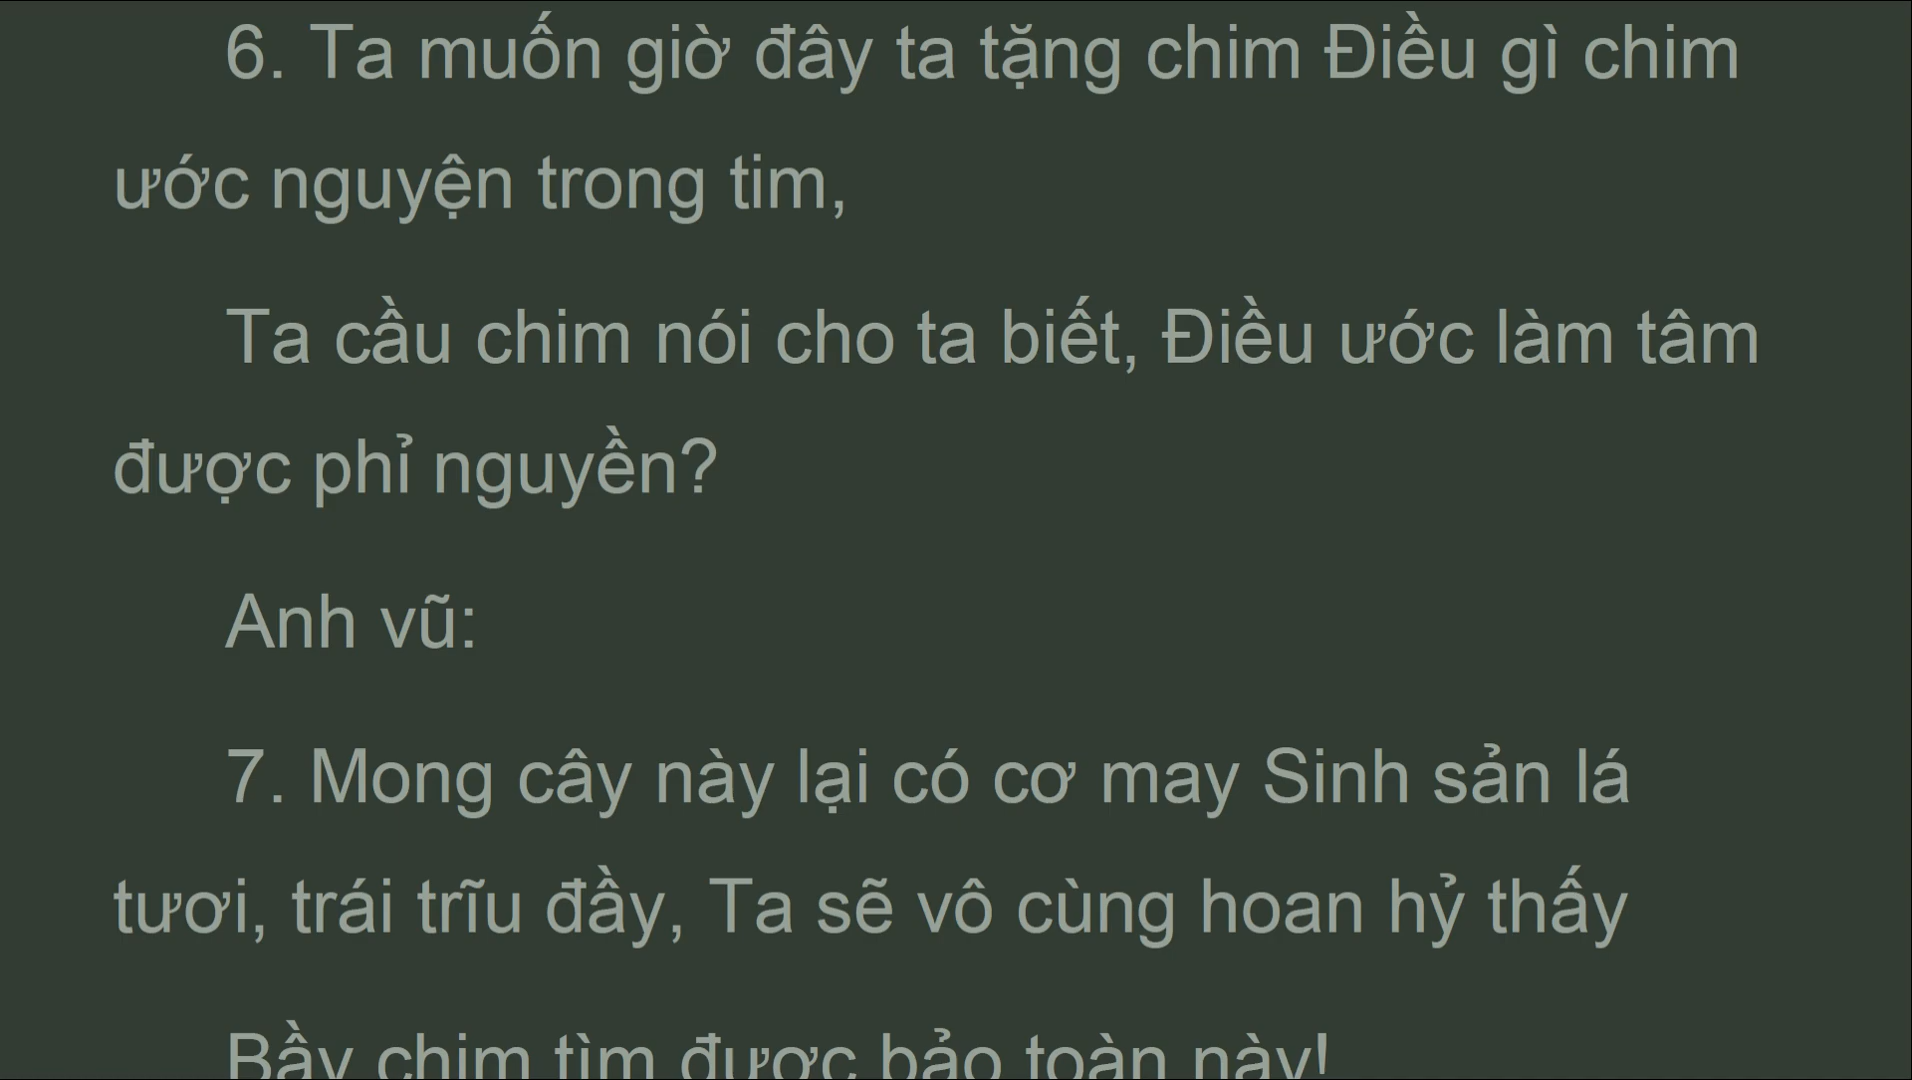 6. Ta muốn giờ đây ta tặng chim Điều gì chim
ước nguyện trong tim,
Ta cầu chim nói cho ta biết, Điều ước làm tâm
được phỉ nguyền?
Anh vũ:
7. Mong cây này lại có cơ may Sinh sản lá
tươi, trái trĩu đầy, Ta sẽ vô cùng hoan hỷ thấy
Bầy chim tìm được bảo toàn này!